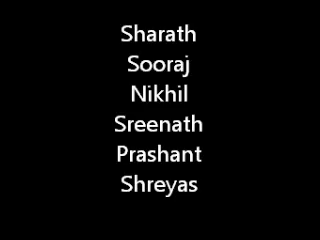 Sharath
Sooraj
Nikhil
Sreenath
Prashant
Shreyas